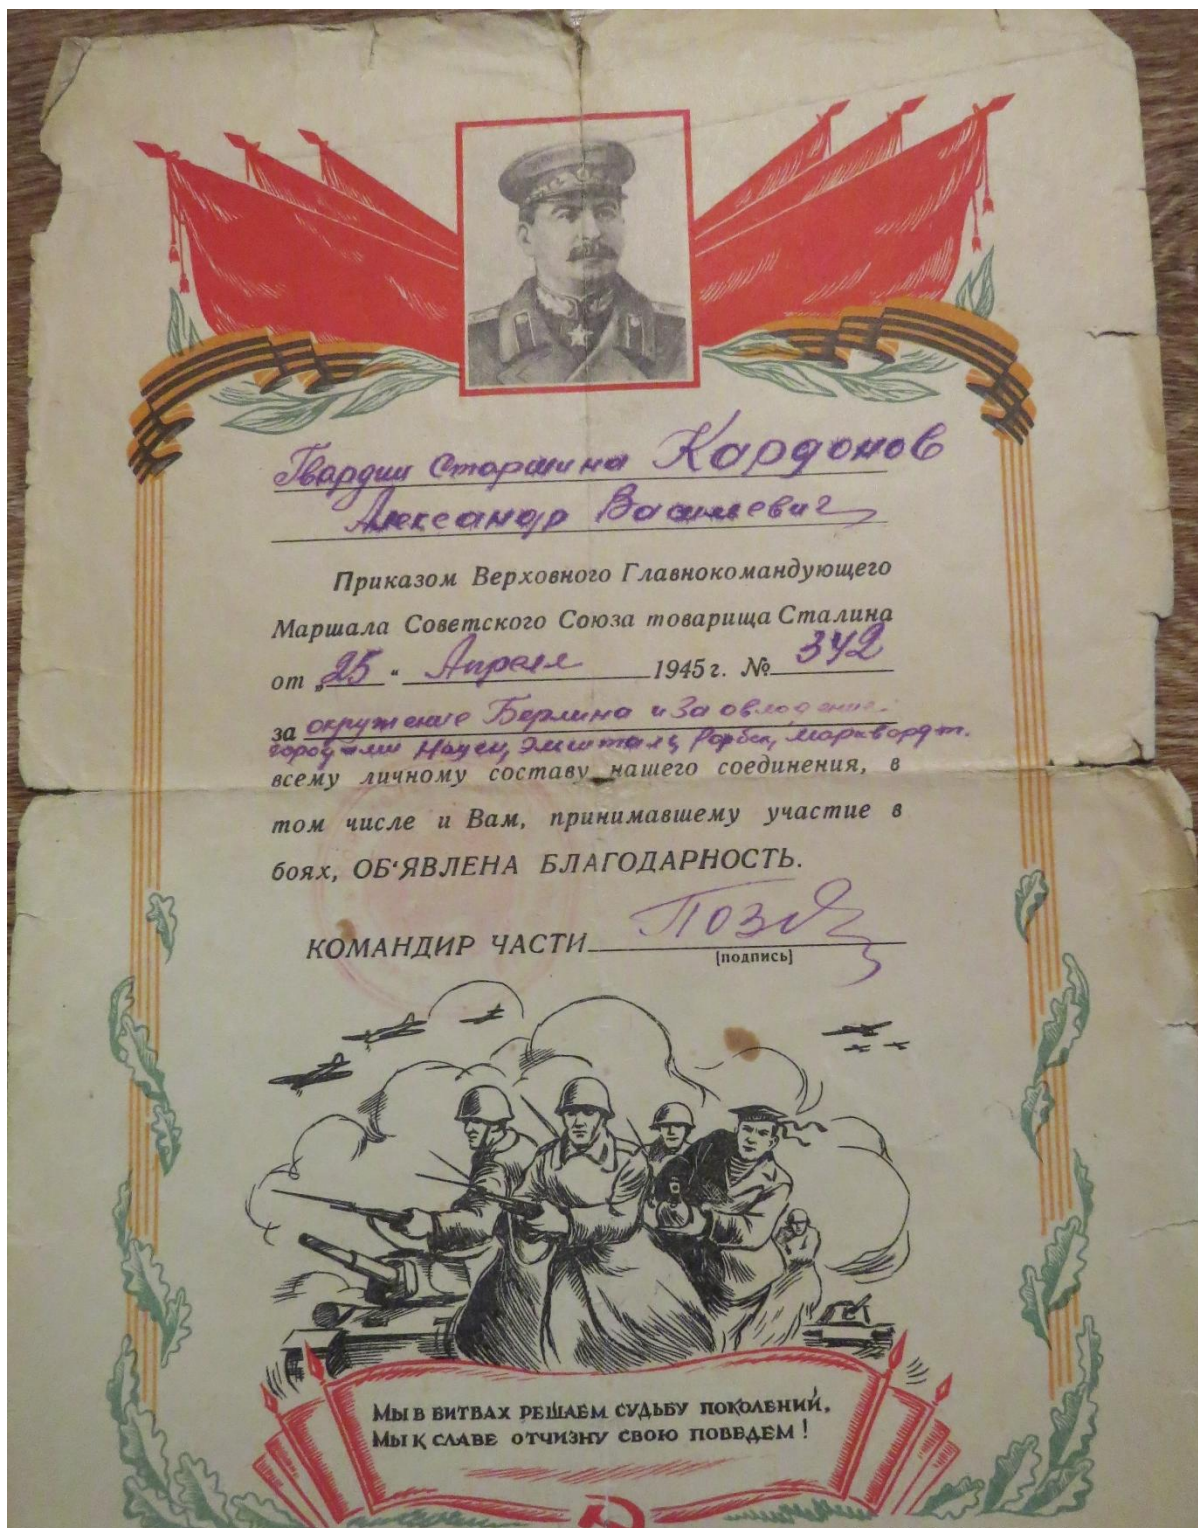 Гвардии Старшина Кардонов
Александр Васильевич
Приказом Верховного Главнокомандующего
Маршала Советского Союза товарища Сталина
от „25“ Апреля 1945 г. № 342
за окружение Берлина и За овладение
городами Науен, Эльшталь, Рорбек, Марквардт.
всему личному составу нашего соединения, в
том числе и Вам, принимавшему участие в
боях, ОБ'ЯВЛЕНА БЛАГОДАРНОСТЬ.
КОМАНДИР ЧАСТИ
(подпись)
Мы в битвах решаем судьбу поколений,
Мы к славе отчизну свою поведем!